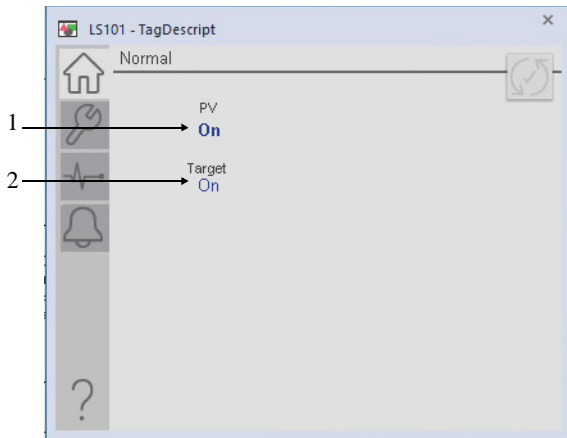 LS101 - TagDescript
Normal
PV
1
On
Target
2
On
?